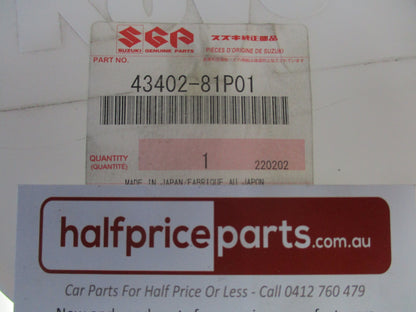 SGP スズキ純正部品
SUZUKI GENUINE PARTS PIÈCES D'ORIGINE DE SUZUKI
PART NO.
43402-81P01
QUANTITY 1 220202
(QUANTITÉ)
MADE IN JAPAN/FABRIQUE AU JAPON
halfpriceparts.com.au
Car Parts For Half Price Or Less - Call 0412 760 479